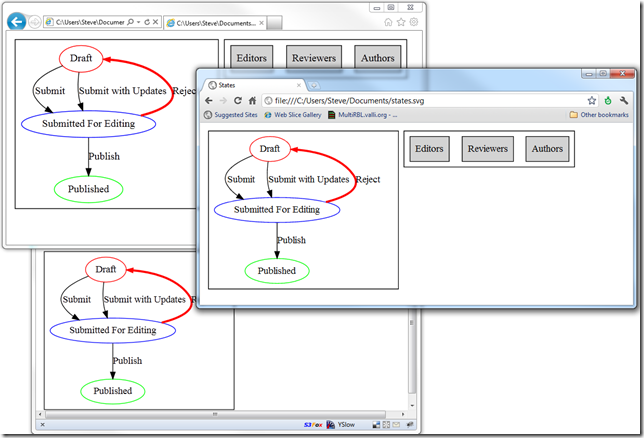 C:\Users\Steve\Documer
C:\Users\Steve\Documents...
Editors Reviewers Authors
Draft
Submit Submit with Updates Reject
Submitted For Editing
Publish
Published
States
file:///C:/Users/Steve/Documents/states.svg
Suggested Sites Web Slice Gallery MultiRBL.valli.org - ... Other bookmarks
Draft
Editors Reviewers Authors
Submit Submit with Updates Reject
Submitted For Editing
Publish
Published
Draft
Submit Submit with Updates
Submitted For Editing
Publish
Published
S3Fox YSlow